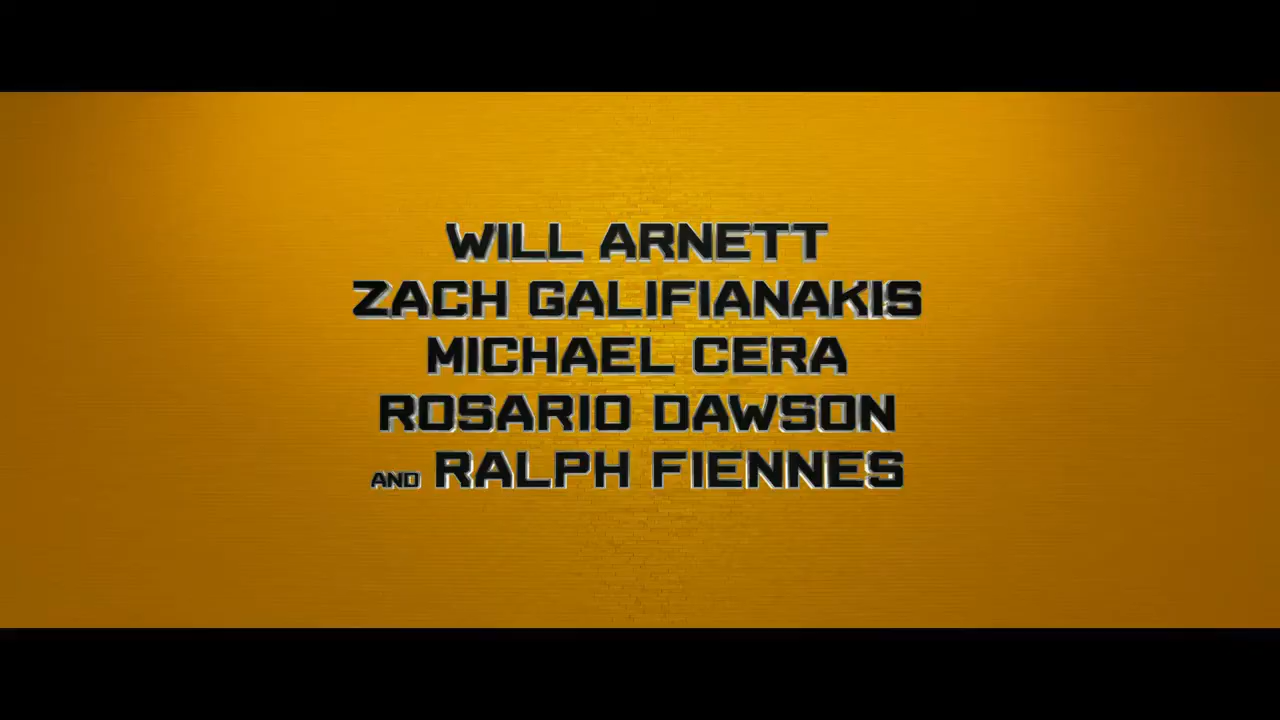 WILL ARNETT
ZACH GALIFIANAKIS
MICHAEL CERA
ROSARIO DAWSON
AND RALPH FIENNES